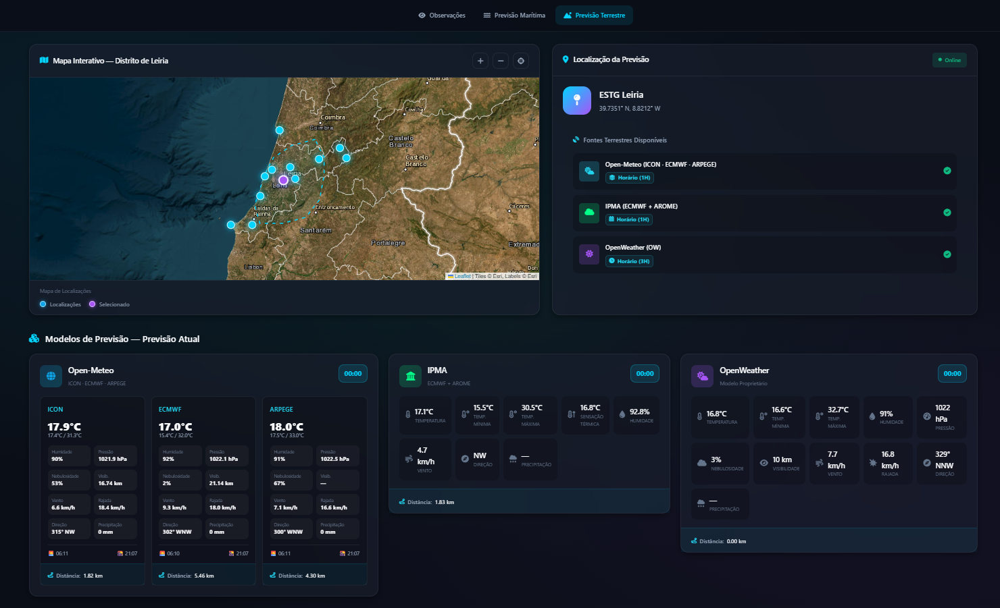 Observações
Previsão Marítima
Previsão Terrestre
Mapa Interativo — Distrito de Leiria
+
−
Guarda
Covilhã
Coimbra
Coimbra
Castelo
Branco
Castelo
Branco
Leiria
Leiria
Caldas da
Rainha
Entroncamento
Cáceres
Santarém
Portalegre
Extremad
Lisbon
Mérida
Don
Leaflet | Tiles © Esri, Labels © Esri
Mapa de Localizações
Localizações
Selecionado
Localização da Previsão
Online
ESTG Leiria
39.7351° N, 8.8212° W
Fontes Terrestres Disponíveis
Open-Meteo (ICON · ECMWF · ARPEGE)
Horário (1H)
IPMA (ECMWF + AROME)
Horário (1H)
OpenWeather (OW)
Horário (3H)
Modelos de Previsão — Previsão Atual
Open-Meteo
ICON · ECMWF · ARPEGE
00:00
ICON
17.9°C
17.4°C / 31.3°C
Humidade
90%
Pressão
1021.9 hPa
Nebulosidade
53%
Visib.
16.74 km
Vento
6.6 km/h
Rajada
18.4 km/h
Direção
315° NW
Precipitação
0 mm
06:11
21:07
Distância: 1.82 km
ECMWF
17.0°C
15.4°C / 32.0°C
Humidade
92%
Pressão
1022.1 hPa
Nebulosidade
2%
Visib.
21.14 km
Vento
9.3 km/h
Rajada
18.0 km/h
Direção
302° WNW
Precipitação
0 mm
06:10
21:07
Distância: 5.46 km
ARPEGE
18.0°C
17.5°C / 33.0°C
Humidade
91%
Pressão
1022.5 hPa
Nebulosidade
67%
Visib.
—
Vento
7.1 km/h
Rajada
16.6 km/h
Direção
300° WNW
Precipitação
0 mm
06:11
21:07
Distância: 4.30 km
IPMA
ECMWF + AROME
00:00
17.1°C
TEMPERATURA
15.5°C
TEMP.
MÍNIMA
30.5°C
TEMP.
MÁXIMA
16.8°C
SENSAÇÃO
TÉRMICA
92.8%
HUMIDADE
4.7
km/h
VENTO
NW
DIREÇÃO
—
PRECIPITAÇÃO
Distância: 1.83 km
OpenWeather
Modelo Proprietário
00:00
16.8°C
TEMPERATURA
16.6°C
TEMP.
MÍNIMA
32.7°C
TEMP.
MÁXIMA
91%
HUMIDADE
1022
hPa
PRESSÃO
3%
NEBULOSIDADE
10 km
VISIBILIDADE
7.7
km/h
VENTO
16.8
km/h
RAJADA
329°
NNW
DIREÇÃO
—
PRECIPITAÇÃO
Distância: 0.00 km